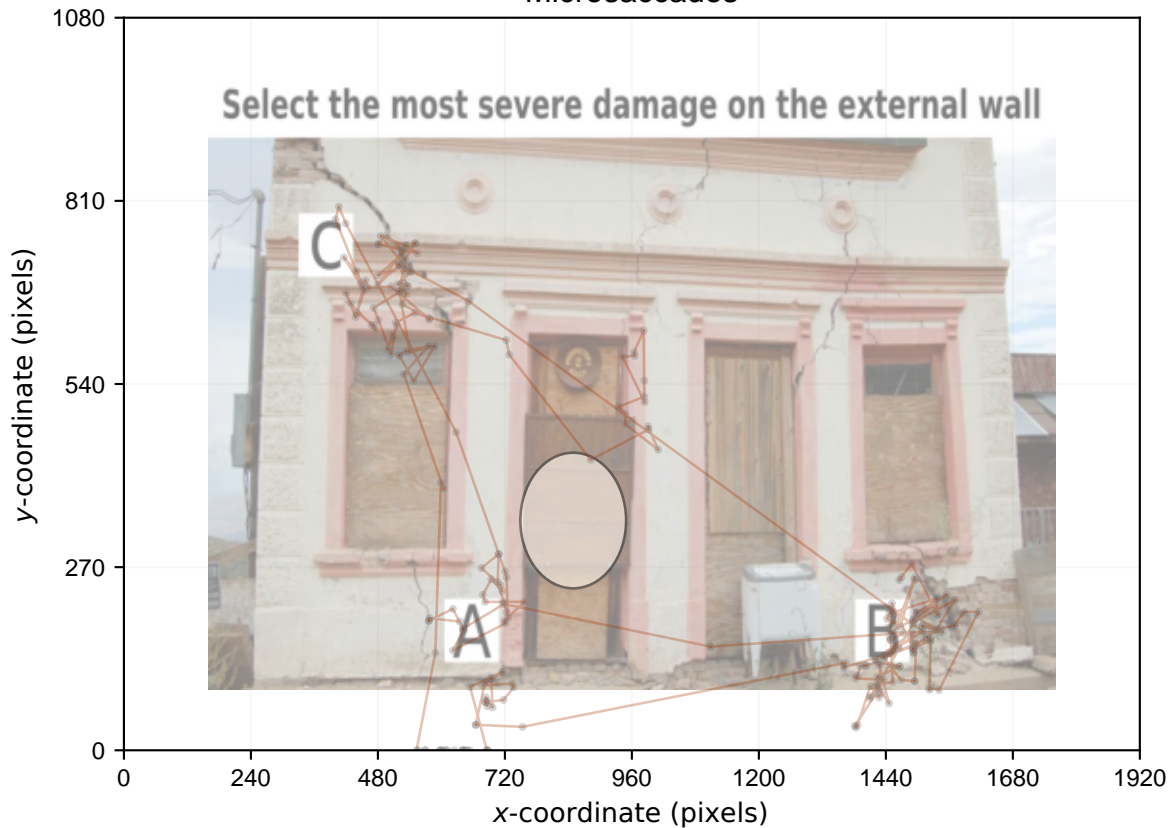 Microsaccades
1080
Select the most severe damage on the external wall
810
C
540
270
A
B
0
0 240 480 720 960 1200 1440 1680 1920
y-coordinate (pixels)
x-coordinate (pixels)